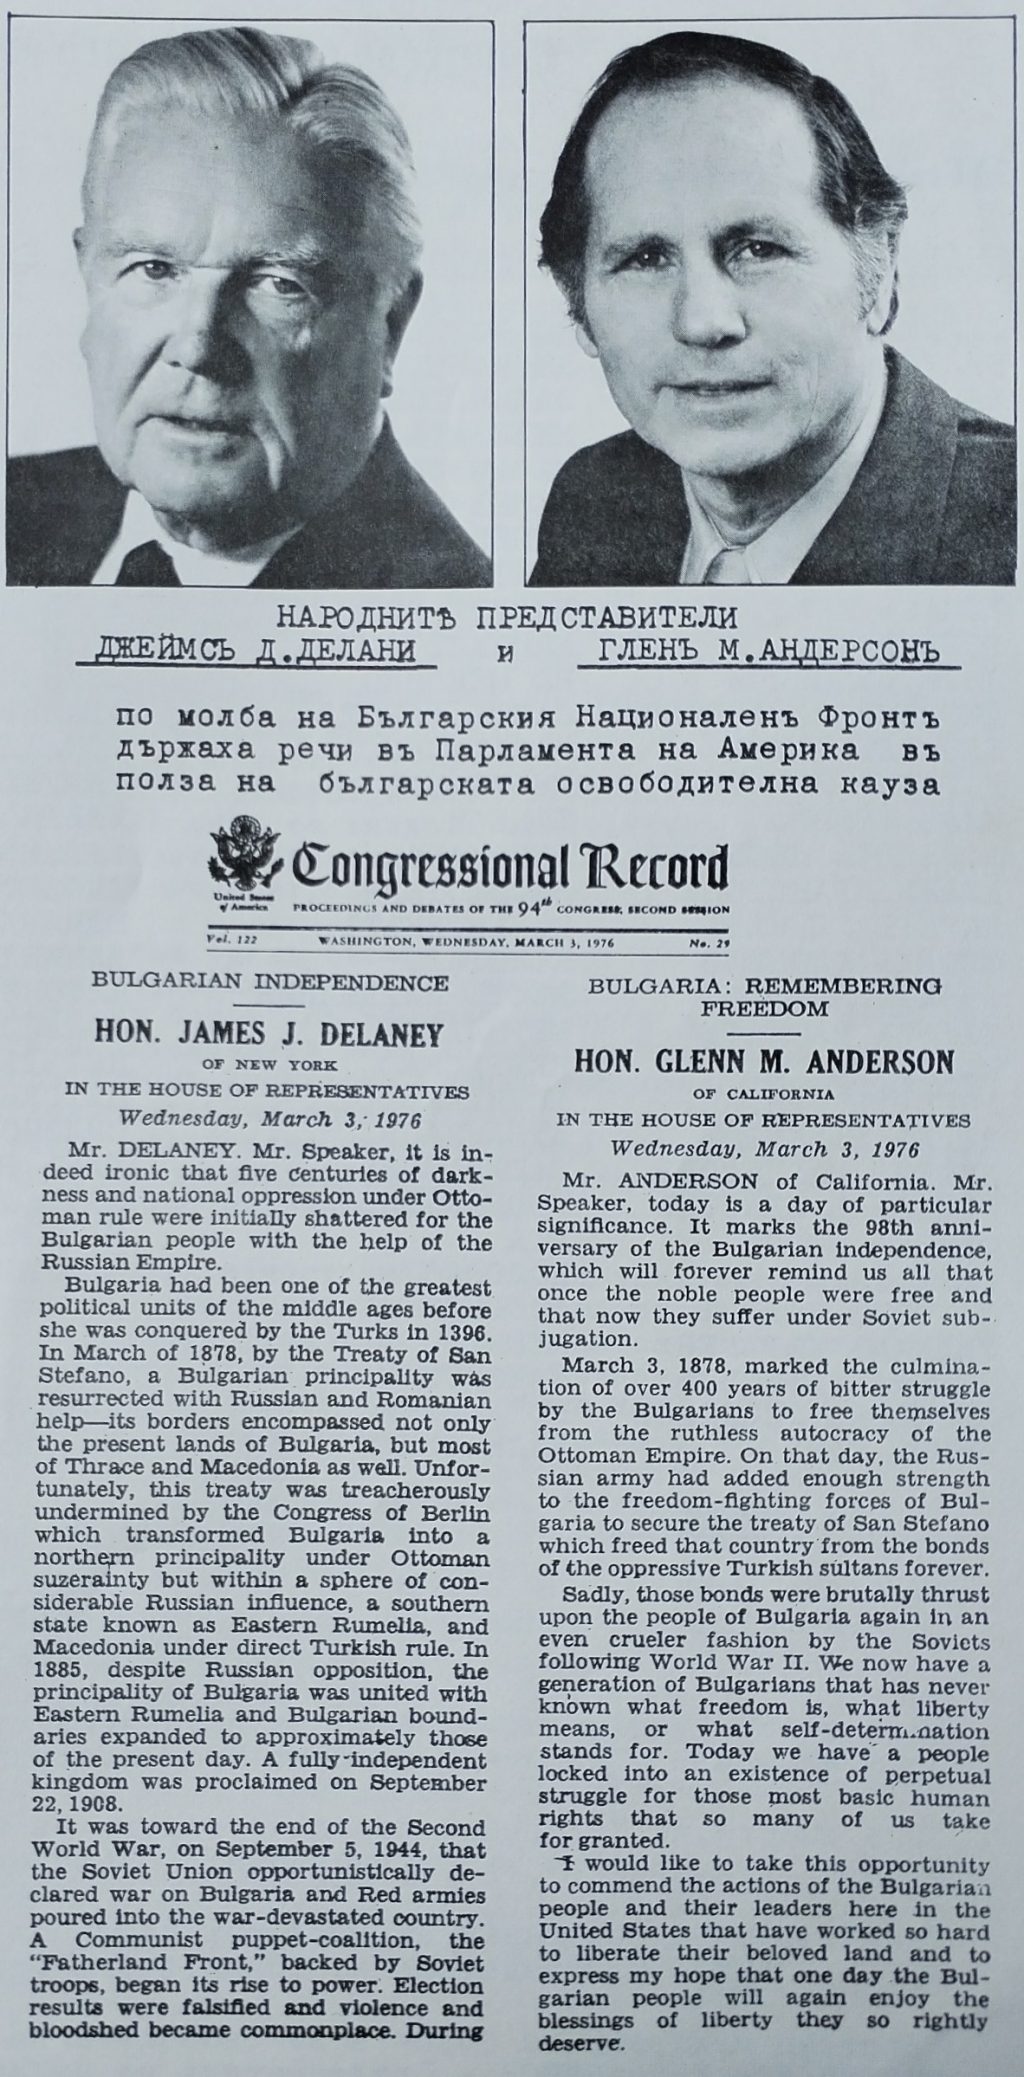 НАРОДНИТѢ ПРЕДСТАВИТЕЛИ
ДЖЕЙМСЪ Д.ДЕЛАНИ и ГЛЕНЪ М.АНДЕРСОНЪ
по молба на Българския Националенъ Фронтъ
държаха речи въ Парламента на Америка въ
полза на българската освободителна кауза
United States
of America
Congressional Record
PROCEEDINGS AND DEBATES OF THE 94th CONGRESS, SECOND SESSION
Vol. 122 WASHINGTON, WEDNESDAY, MARCH 3, 1976 No. 29
BULGARIAN INDEPENDENCE
HON. JAMES J. DELANEY
OF NEW YORK
IN THE HOUSE OF REPRESENTATIVES
Wednesday, March 3, 1976
Mr. DELANEY. Mr. Speaker, it is in-
deed ironic that five centuries of dark-
ness and national oppression under Otto-
man rule were initially shattered for the
Bulgarian people with the help of the
Russian Empire.
Bulgaria had been one of the greatest
political units of the middle ages before
she was conquered by the Turks in 1396.
In March of 1878, by the Treaty of San
Stefano, a Bulgarian principality was
resurrected with Russian and Romanian
help—its borders encompassed not only
the present lands of Bulgaria, but most
of Thrace and Macedonia as well. Unfor-
tunately, this treaty was treacherously
undermined by the Congress of Berlin
which transformed Bulgaria into a
northern principality under Ottoman
suzerainty but within a sphere of con-
siderable Russian influence, a southern
state known as Eastern Rumelia, and
Macedonia under direct Turkish rule. In
1885, despite Russian opposition, the
principality of Bulgaria was united with
Eastern Rumelia and Bulgarian bound-
aries expanded to approximately those
of the present day. A fully independent
kingdom was proclaimed on September
22, 1908.
It was toward the end of the Second
World War, on September 5, 1944, that
the Soviet Union opportunistically de-
clared war on Bulgaria and Red armies
poured into the war-devastated country.
A Communist puppet-coalition, the
"Fatherland Front," backed by Soviet
troops, began its rise to power. Election
results were falsified and violence and
bloodshed became commonplace. During
BULGARIA: REMEMBERING
FREEDOM
HON. GLENN M. ANDERSON
OF CALIFORNIA
IN THE HOUSE OF REPRESENTATIVES
Wednesday, March 3, 1976
Mr. ANDERSON of California. Mr.
Speaker, today is a day of particular
significance. It marks the 98th anni-
versary of the Bulgarian independence,
which will forever remind us all that
once the noble people were free and
that now they suffer under Soviet sub-
jugation.
March 3, 1878, marked the culmina-
tion of over 400 years of bitter struggle
by the Bulgarians to free themselves
from the ruthless autocracy of the
Ottoman Empire. On that day, the Rus-
sian army had added enough strength
to the freedom-fighting forces of Bul-
garia to secure the treaty of San Stefano
which freed that country from the bonds
of the oppressive Turkish sultans forever.
Sadly, those bonds were brutally thrust
upon the people of Bulgaria again in an
even crueler fashion by the Soviets
following World War II. We now have a
generation of Bulgarians that has never
known what freedom is, what liberty
means, or what self-determination
stands for. Today we have a people
locked into an existence of perpetual
struggle for those most basic human
rights that so many of us take
for granted.
I would like to take this opportunity
to commend the actions of the Bulgarian
people and their leaders here in the
United States that have worked so hard
to liberate their beloved land and to
express my hope that one day the Bul-
garian people will again enjoy the
blessings of liberty they so rightly
deserve.